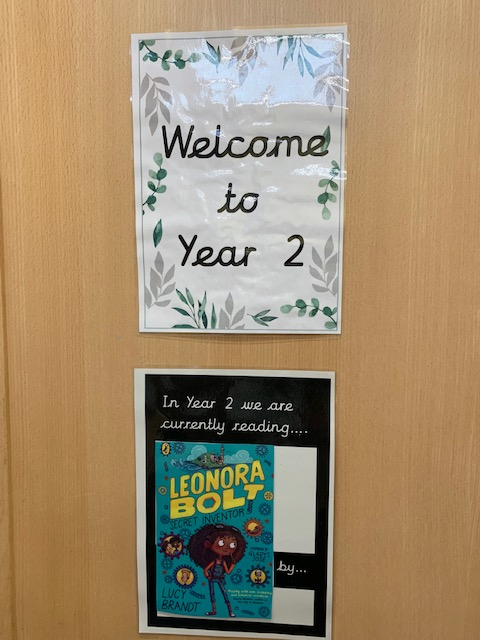 Welcome
to
Year 2
In Year 2 we are
currently reading....
LEONORA
BOLT
SECRET INVENTOR
by...
LUCY
BRANDT